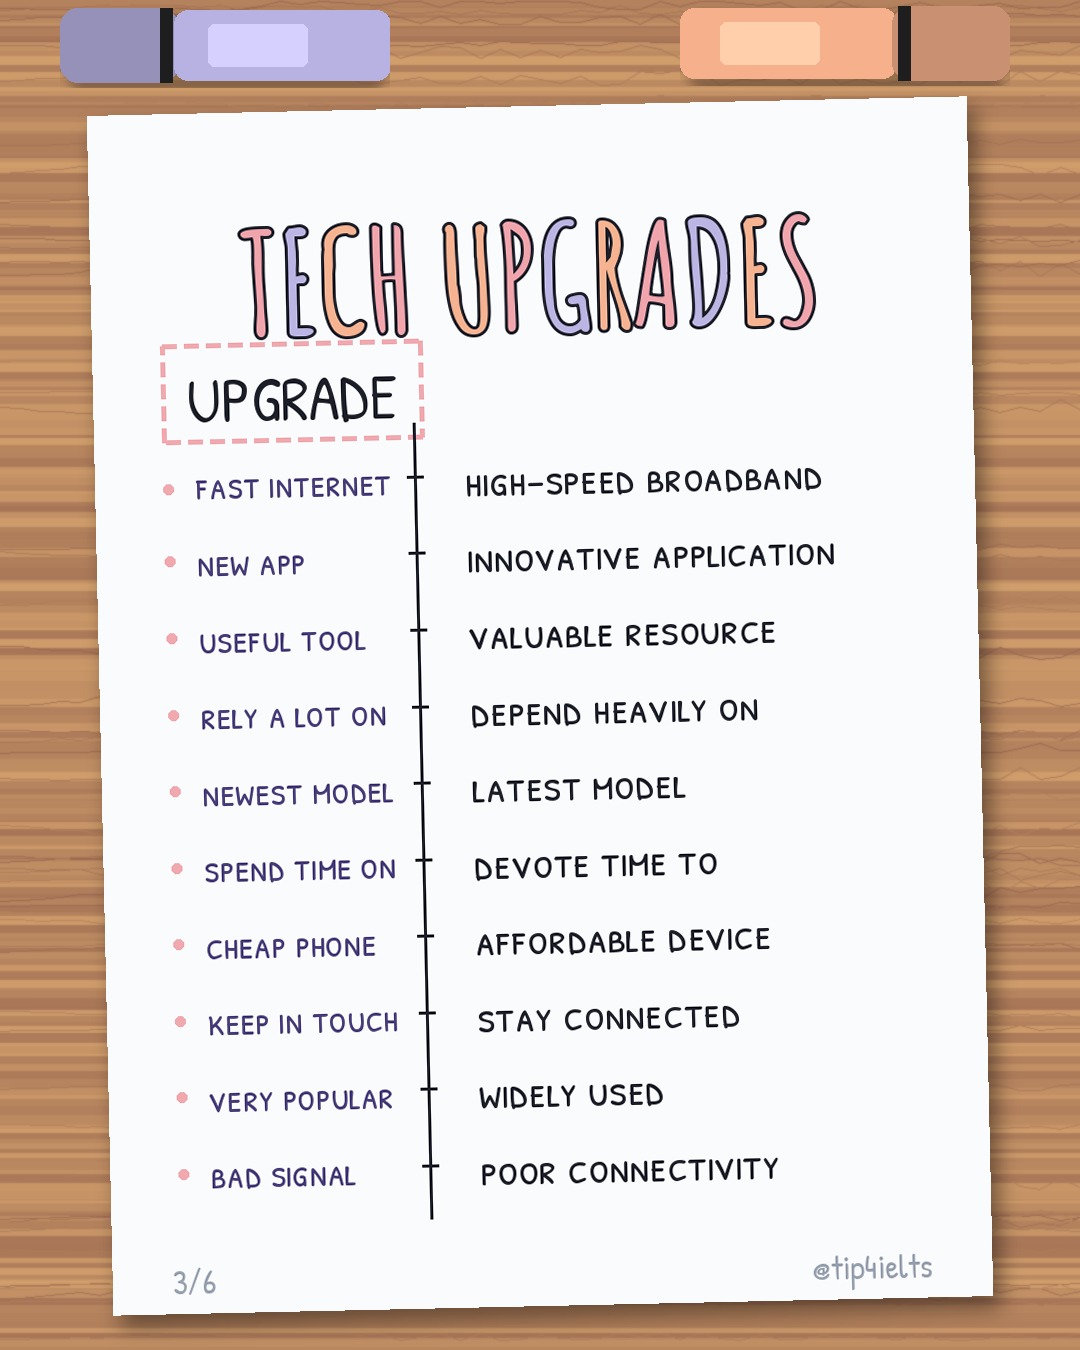 TECH UPGRADES
UPGRADE
FAST INTERNET HIGH-SPEED BROADBAND
NEW APP INNOVATIVE APPLICATION
USEFUL TOOL VALUABLE RESOURCE
RELY A LOT ON DEPEND HEAVILY ON
NEWEST MODEL LATEST MODEL
SPEND TIME ON DEVOTE TIME TO
CHEAP PHONE AFFORDABLE DEVICE
KEEP IN TOUCH STAY CONNECTED
VERY POPULAR WIDELY USED
BAD SIGNAL POOR CONNECTIVITY
3/6 @tip4ielts